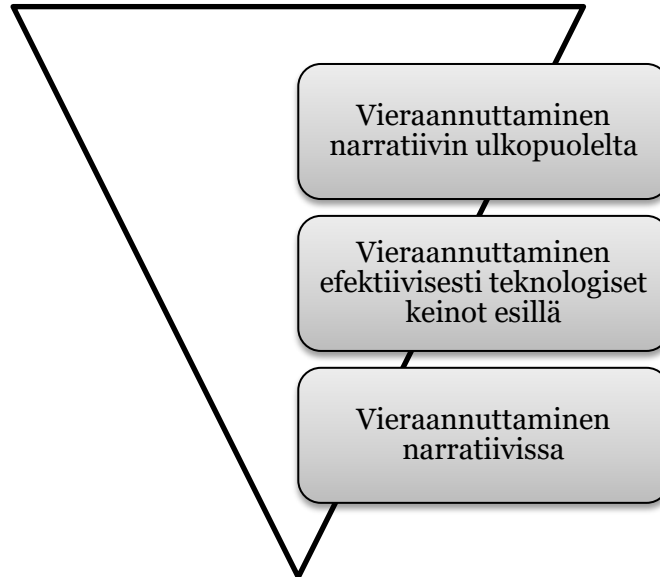 Vieraannuttaminen
narratiivin ulkopuolelta
Vieraannuttaminen
efektiivisesti teknologiset
keinot esillä
Vieraannuttaminen
narratiivissa